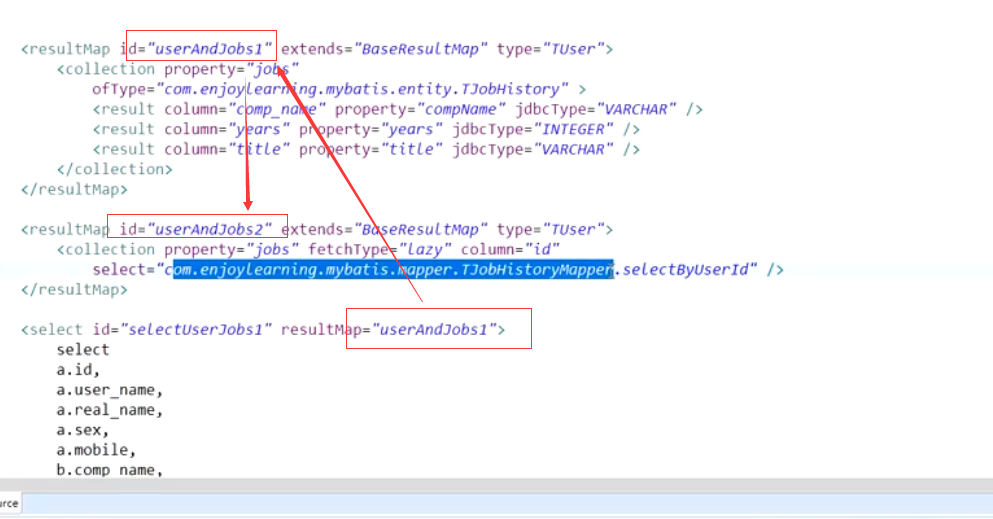 <resultMap id="userAndJobs1" extends="BaseResultMap" type="TUser">
<collection property="jobs"
ofType="com.enjoylearning.mybatis.entity.TJobHistory" >
<result column="comp_name" property="compName" jdbcType="VARCHAR" />
<result column="years" property="years" jdbcType="INTEGER" />
<result column="title" property="title" jdbcType="VARCHAR" />
</collection>
</resultMap>
<resultMap id="userAndJobs2" extends="BaseResultMap" type="TUser">
<collection property="jobs" fetchType="lazy" column="id"
select="com.enjoylearning.mybatis.mapper.TJobHistoryMapper.selectByUserId" />
</resultMap>
<select id="selectUserJobs1" resultMap="userAndJobs1">
select
a.id,
a.user_name,
a.real_name,
a.sex,
a.mobile,
b.comp_name,
urce